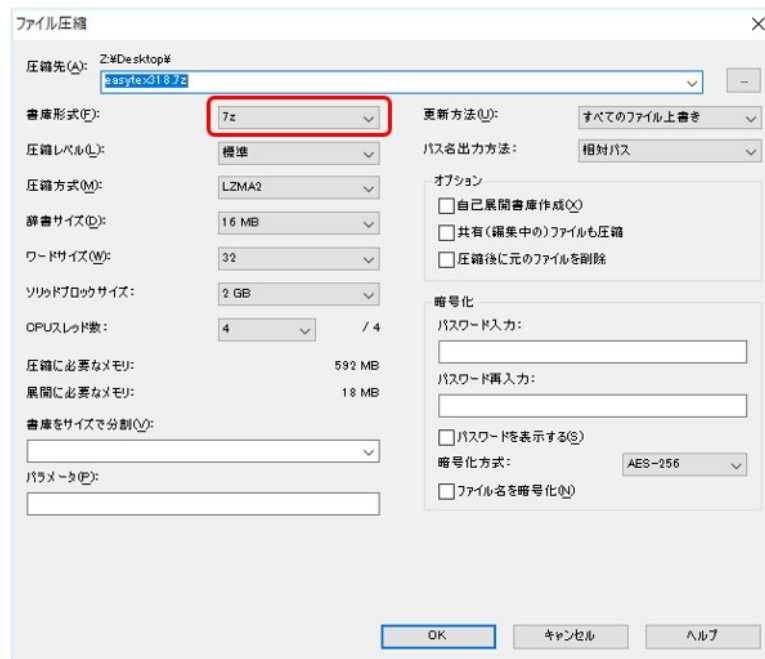 ファイル圧縮
圧縮先(A): Z:¥Desktop¥
easytex318.7z
...
書庫形式(F): 7z
圧縮レベル(L): 標準
圧縮方式(M): LZMA2
辞書サイズ(D): 16 MB
ワードサイズ(W): 32
ソリッドブロックサイズ: 2 GB
CPUスレッド数: 4 / 4
圧縮に必要なメモリ: 592 MB
展開に必要なメモリ: 18 MB
書庫をサイズで分割(V):
パラメータ(P):
更新方法(U): すべてのファイル上書き
パス名出力方法: 相対パス
オプション
自己展開書庫作成(X)
共有(編集中の)ファイルも圧縮
圧縮後に元のファイルを削除
暗号化
パスワード入力:
パスワード再入力:
パスワードを表示する(S)
暗号化方式: AES-256
ファイル名を暗号化(N)
OK キャンセル ヘルプ